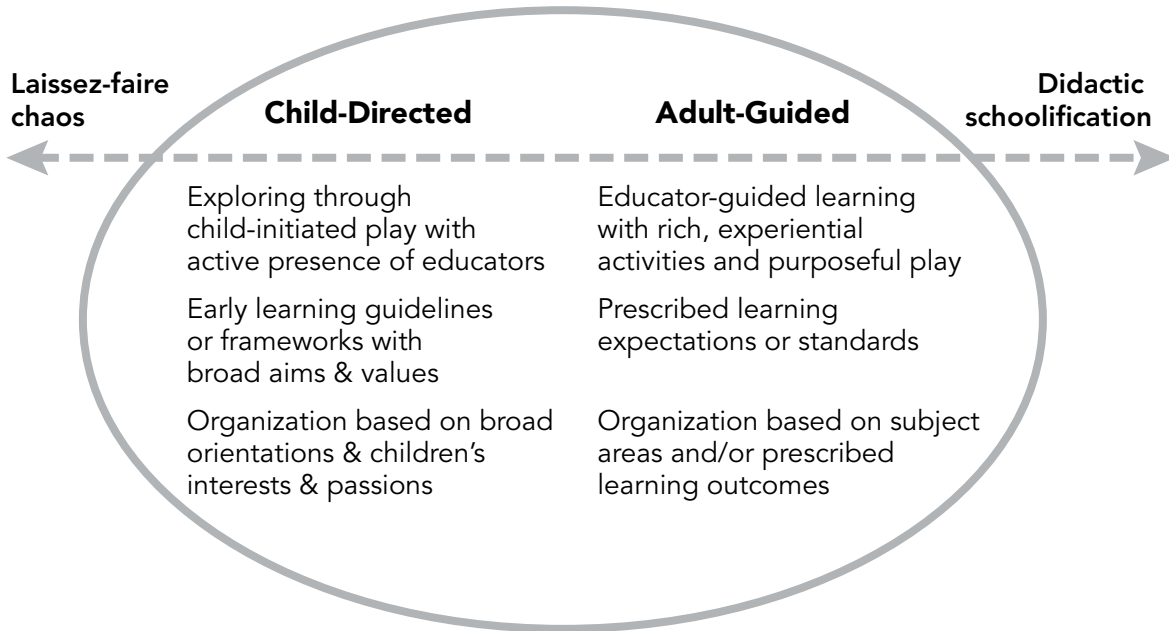 Laissez-faire
chaos
Child-Directed
Adult-Guided
Didactic
schoolification
Exploring through
child-initiated play with
active presence of educators
Early learning guidelines
or frameworks with
broad aims & values
Organization based on broad
orientations & children's
interests & passions
Educator-guided learning
with rich, experiential
activities and purposeful play
Prescribed learning
expectations or standards
Organization based on subject
areas and/or prescribed
learning outcomes